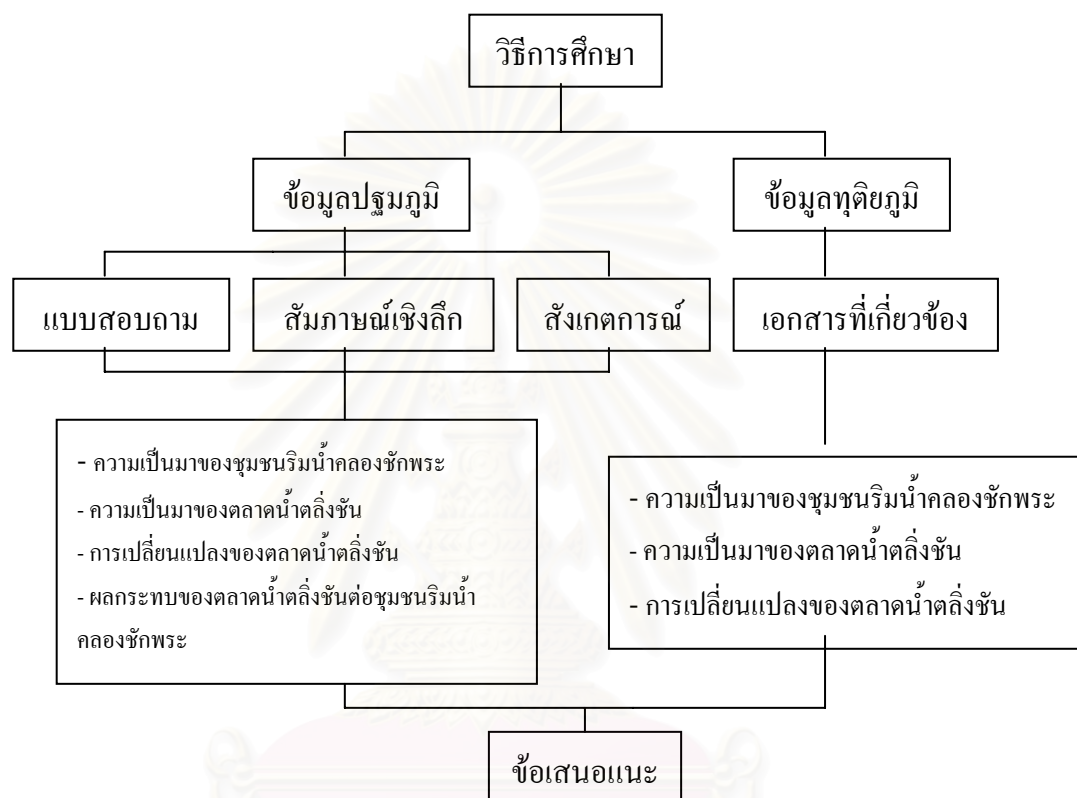 วิธีการศึกษา
ข้อมูลปฐมภูมิ
ข้อมูลทุติยภูมิ
แบบสอบถาม
สัมภาษณ์เชิงลึก
สังเกตการณ์
เอกสารที่เกี่ยวข้อง
- ความเป็นมาของชุมชนริมน้ำคลองชักพระ
- ความเป็นมาของตลาดน้ำตลิ่งชัน
- การเปลี่ยนแปลงของตลาดน้ำตลิ่งชัน
- ผลกระทบของตลาดน้ำตลิ่งชันต่อชุมชนริมน้ำ
คลองชักพระ
- ความเป็นมาของชุมชนริมน้ำคลองชักพระ
- ความเป็นมาของตลาดน้ำตลิ่งชัน
- การเปลี่ยนแปลงของตลาดน้ำตลิ่งชัน
ข้อเสนอแนะ